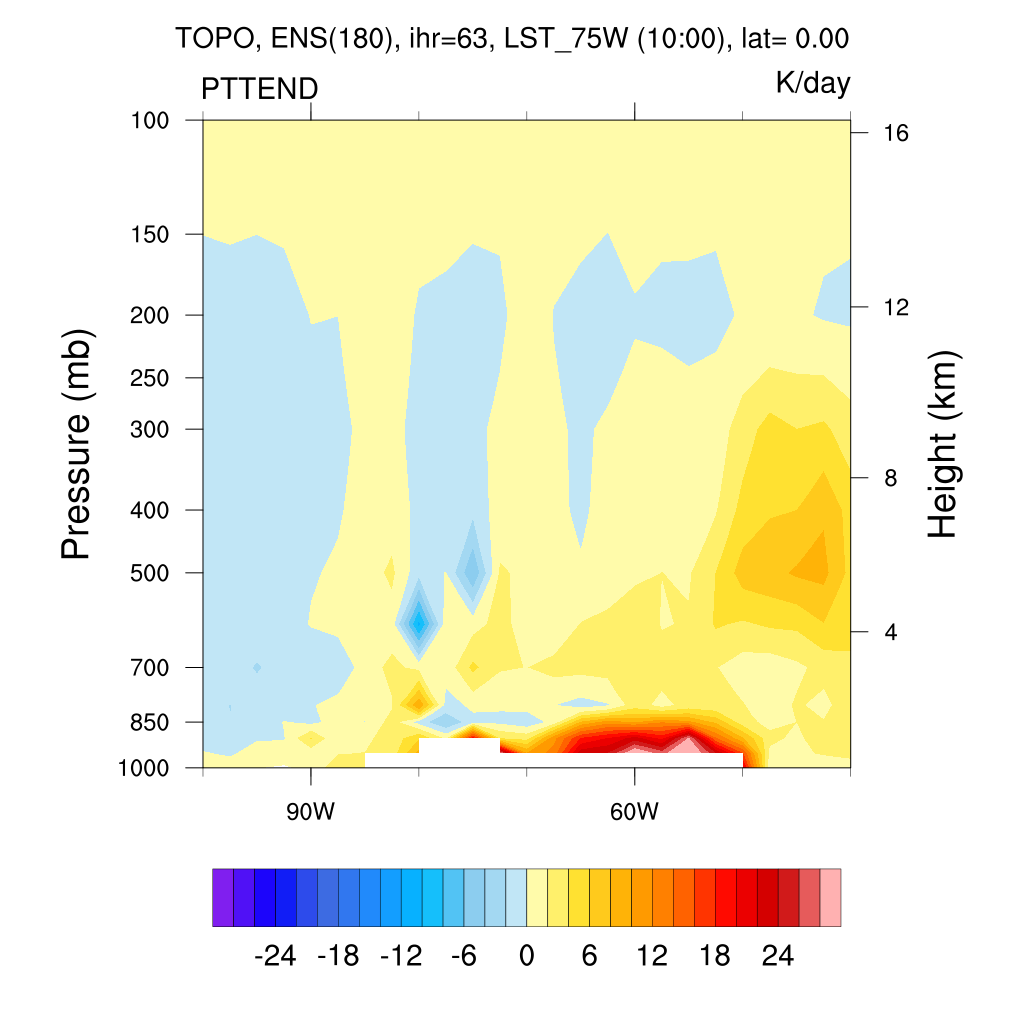 TOPO, ENS(180), ihr=63, LST_75W (10:00), lat= 0.00
PTTEND
K/day
100
150
200
250
300
400
500
700
850
1000
Pressure (mb)
16
12
8
4
Height (km)
90W
60W
-24 -18 -12 -6 0 6 12 18 24